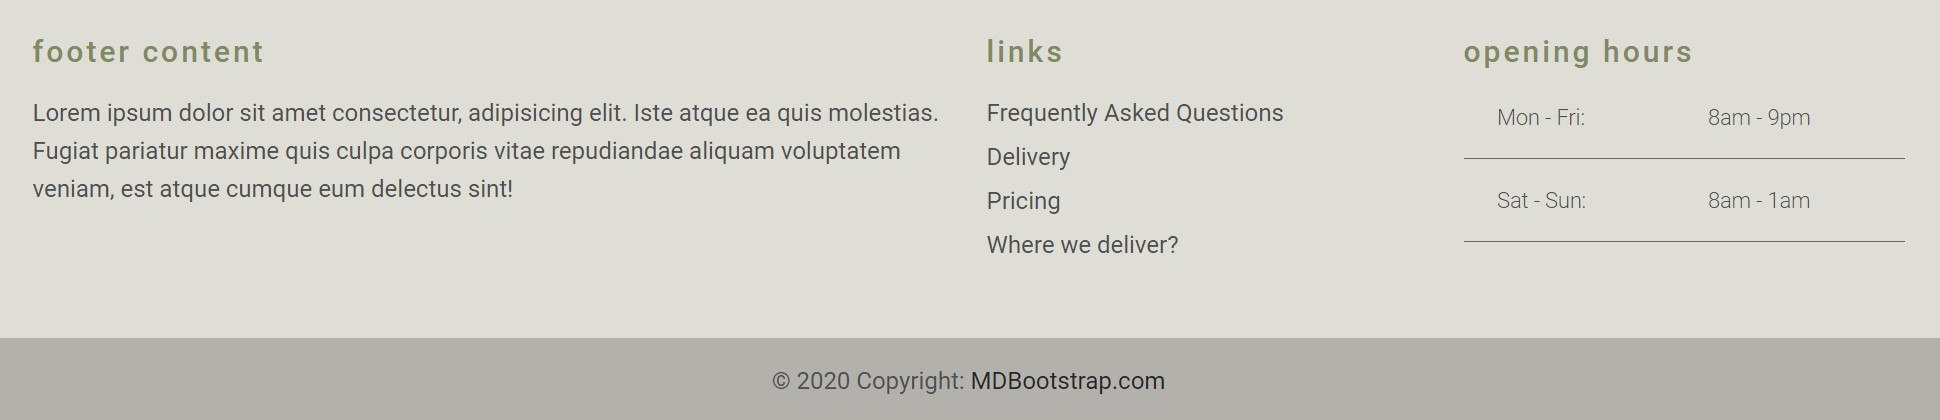 footer content
Lorem ipsum dolor sit amet consectetur, adipisicing elit. Iste atque ea quis molestias.
Fugiat pariatur maxime quis culpa corporis vitae repudiandae aliquam voluptatem
veniam, est atque cumque eum delectus sint!
links
Frequently Asked Questions
Delivery
Pricing
Where we deliver?
opening hours
Mon - Fri: 8am - 9pm
Sat - Sun: 8am - 1am
© 2020 Copyright: MDBootstrap.com